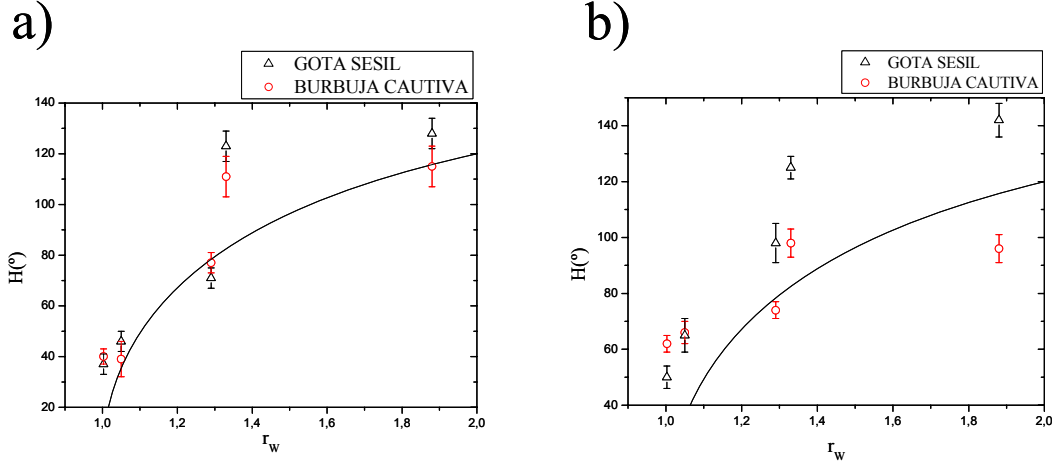 a)
GOTA SESIL
BURBUJA CAUTIVA
140
120
100
80
60
40
20
H(º)
1,0
1,2
1,4
1,6
1,8
2,0
r_w
b)
GOTA SESIL
BURBUJA CAUTIVA
140
120
100
80
60
40
H(º)
1,0
1,2
1,4
1,6
1,8
2,0
r_w